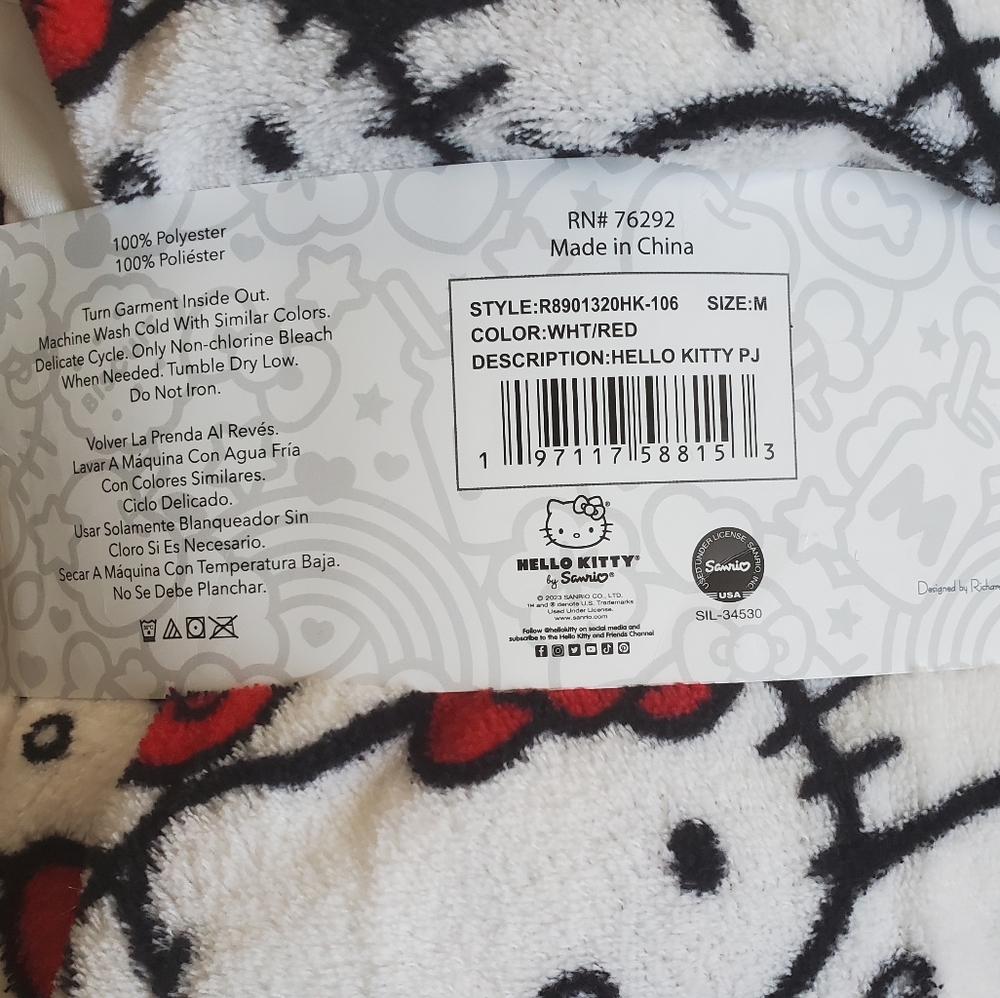 100% Polyester
100% Poliéster
Turn Garment Inside Out.
Machine Wash Cold With Similar Colors.
Delicate Cycle. Only Non-chlorine Bleach
When Needed. Tumble Dry Low.
Do Not Iron.
Volver La Prenda Al Revés.
Lavar A Máquina Con Agua Fría
Con Colores Similares.
Ciclo Delicado.
Usar Solamente Blanqueador Sin
Cloro Si Es Necesario.
Secar A Máquina Con Temperatura Baja.
No Se Debe Planchar.
RN# 76292
Made in China
STYLE:R8901320HK-106 SIZE:M
COLOR:WHT/RED
DESCRIPTION:HELLO KITTY PJ
1 97117 58815 3
HELLO KITTY®
by Sanrio®
© 2023 SANRIO CO., LTD.
™ and ® denote U.S. Trademarks
Used Under License.
www.sanrio.com
Follow @hellokitty on social media and
subscribe to the Hello Kitty and Friends Channel
USED UNDER LICENSE SANRIO, INC.
Sanrio
USA
SIL-34530
Designed by